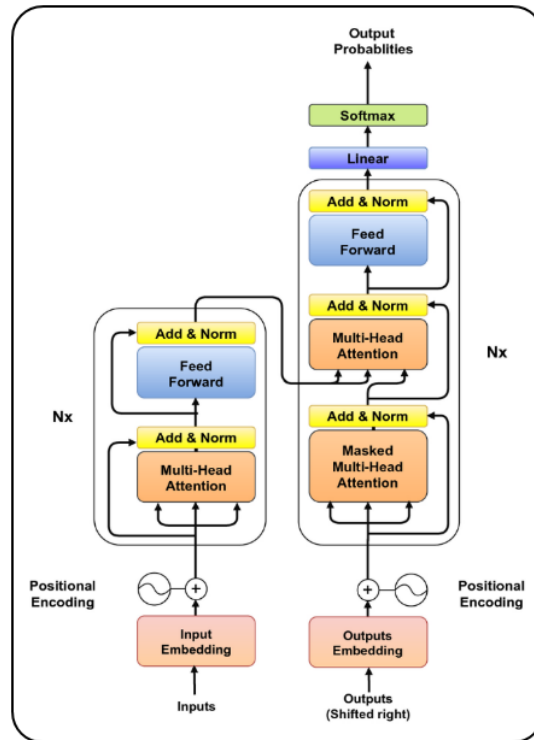 Output
Probablities
Softmax
Linear
Add & Norm
Feed
Forward
Add & Norm
Multi-Head
Attention
Nx
Add & Norm
Masked
Multi-Head
Attention
Add & Norm
Feed
Forward
Nx
Add & Norm
Multi-Head
Attention
Positional
Encoding
Positional
Encoding
Input
Embedding
Outputs
Embedding
Inputs
Outputs
(Shifted right)